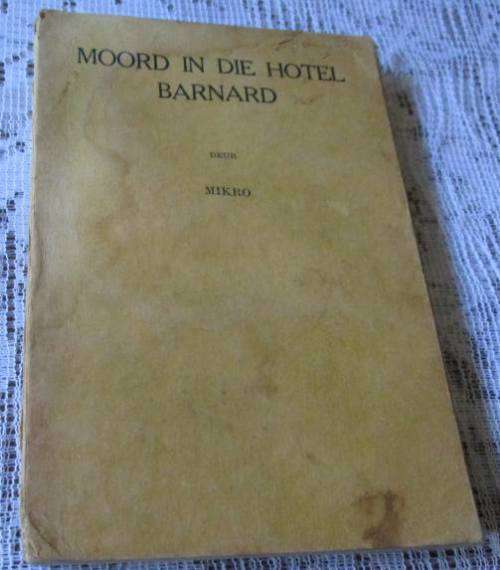 MOORD IN DIE HOTEL
BARNARD
DEUR
MIKRO